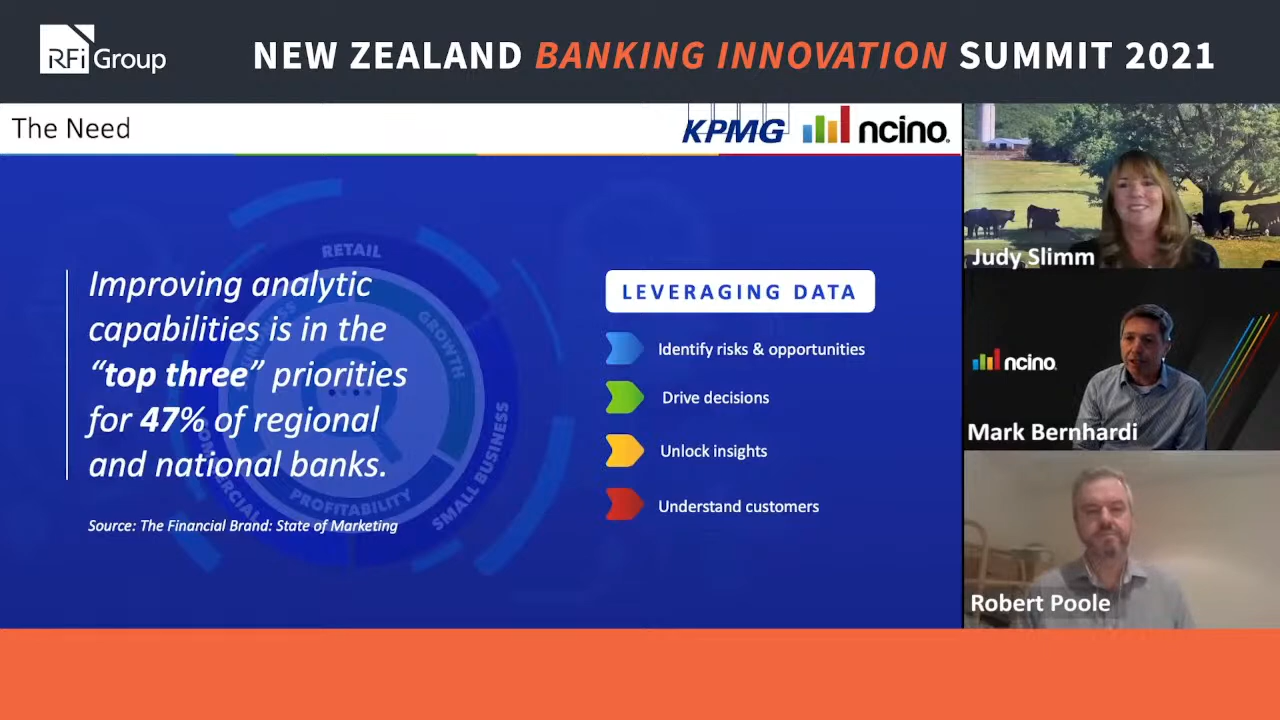 RFi Group
NEW ZEALAND BANKING INNOVATION SUMMIT 2021
The Need
KPMG
ncino.
Improving analytic
capabilities is in the
“top three” priorities
for 47% of regional
and national banks.
Source: The Financial Brand: State of Marketing
RETAIL
GROWTH
SMALL BUSINESS
PROFITABILITY
COMMERCIAL
LEVERAGING DATA
Identify risks & opportunities
Drive decisions
Unlock insights
Understand customers
Judy Slimm
ncino.
Mark Bernhardi
Robert Poole